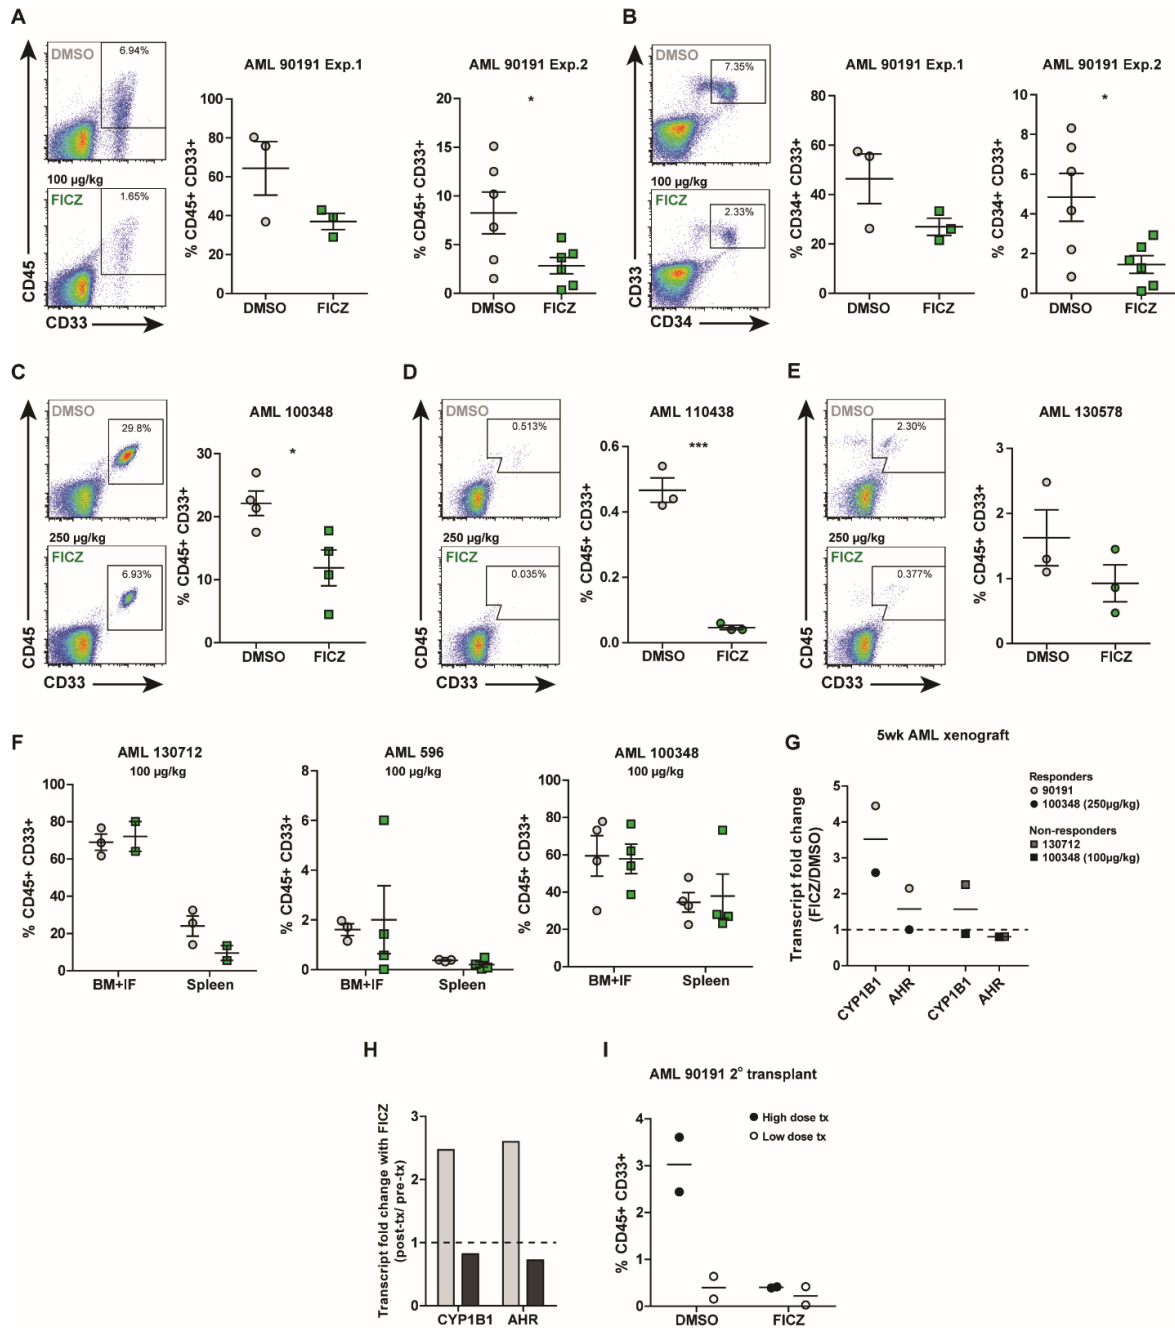 A
DMSO
6.94%
100 µg/kg
FICZ
1.65%
CD45
CD33
AML 90191 Exp.1
% CD45+ CD33+
100
80
60
40
20
0
DMSO FICZ
AML 90191 Exp.2
*
% CD45+ CD33+
20
15
10
5
0
DMSO FICZ
B
DMSO
7.35%
100 µg/kg
FICZ
2.33%
CD33
CD34
AML 90191 Exp.1
% CD34+ CD33+
80
60
40
20
0
DMSO FICZ
AML 90191 Exp.2
*
% CD34+ CD33+
10
8
6
4
2
0
DMSO FICZ
C
DMSO
29.8%
250 µg/kg
FICZ
6.93%
CD45
CD33
AML 100348
*
% CD45+ CD33+
30
20
10
0
DMSO FICZ
D
DMSO
0.513%
250 µg/kg
FICZ
0.035%
CD45
CD33
AML 110438
***
% CD45+ CD33+
0.6
0.4
0.2
0.0
DMSO FICZ
E
DMSO
2.30%
250 µg/kg
FICZ
0.377%
CD45
CD33
AML 130578
% CD45+ CD33+
3
2
1
0
DMSO FICZ
F
AML 130712
100 µg/kg
% CD45+ CD33+
100
80
60
40
20
0
BM+IF Spleen
AML 596
100 µg/kg
% CD45+ CD33+
8
6
4
2
0
BM+IF Spleen
AML 100348
100 µg/kg
% CD45+ CD33+
100
80
60
40
20
0
BM+IF Spleen
G
5wk AML xenograft
Transcript fold change
(FICZ/DMSO)
5
4
3
2
1
0
CYP1B1 AHR CYP1B1 AHR
Responders
90191
100348 (250µg/kg)
Non-responders
130712
100348 (100µg/kg)
H
Transcript fold change with FICZ
(post-tx/ pre-tx)
3
2
1
0
CYP1B1 AHR
I
AML 90191 2° transplant
High dose tx
Low dose tx
% CD45+ CD33+
4
3
2
1
0
DMSO FICZ